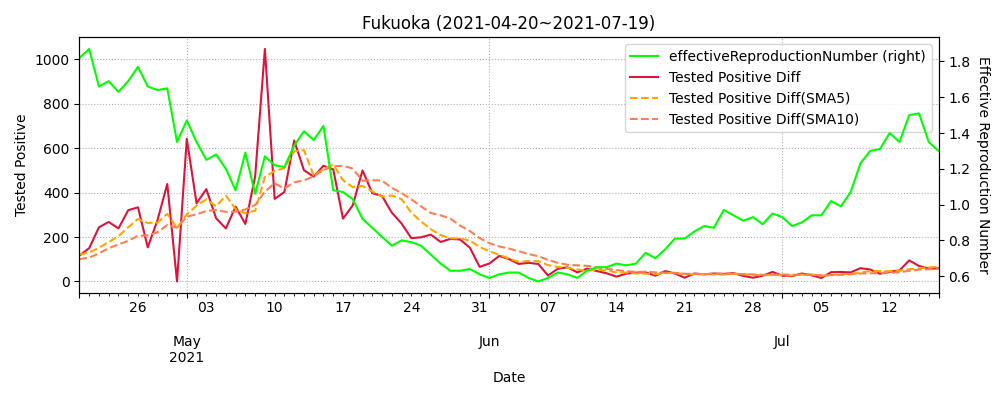 Fukuoka (2021-04-20~2021-07-19)
effectiveReproductionNumber (right)
Tested Positive Diff
Tested Positive Diff(SMA5)
Tested Positive Diff(SMA10)
Tested Positive
1000
800
600
400
200
0
Effective Reproduction Number
1.8
1.6
1.4
1.2
1.0
0.8
0.6
26 03 10 17 24 31 07 14 21 28 05 12
May Jun Jul
2021
Date